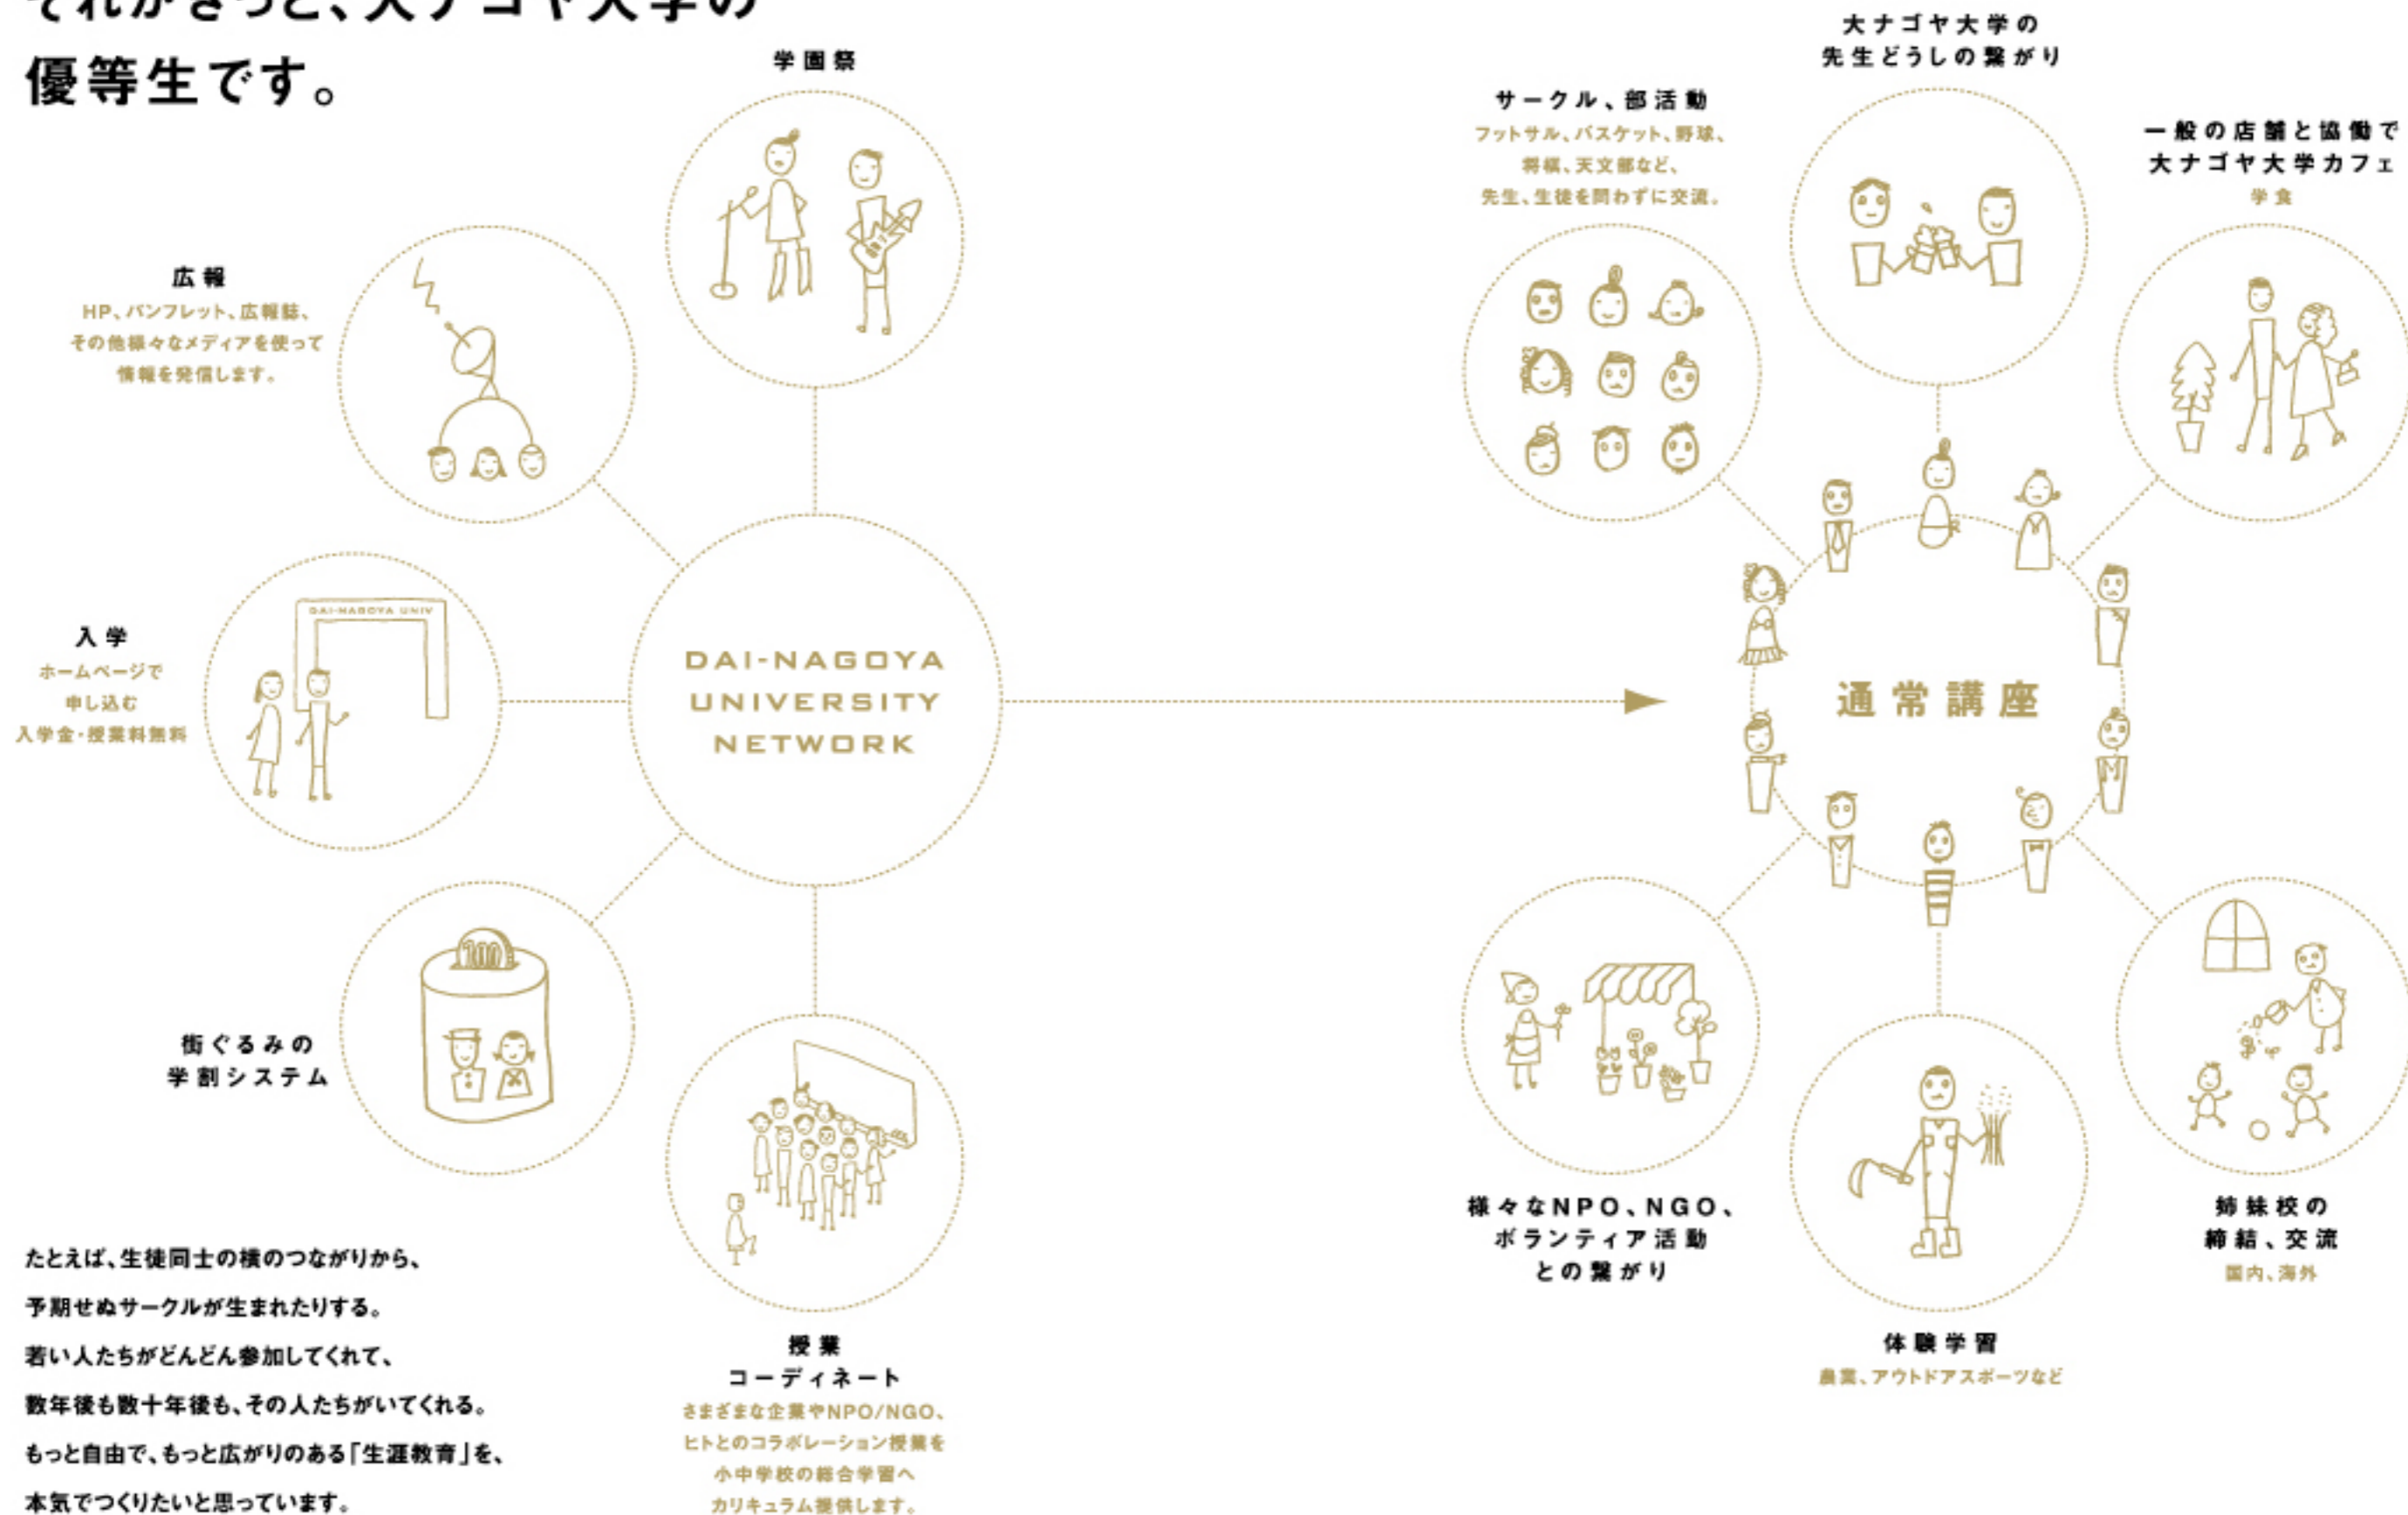 それがきっと、大ナゴヤ大学の
優等生です。
学園祭
広報
HP、パンフレット、広報誌、
その他様々なメディアを使って
情報を発信します。
入学
ホームページで
申し込む
入学金・授業料無料
DAI-NAGOYA UNIV
DAI-NAGOYA
UNIVERSITY
NETWORK
街ぐるみの
学割システム
100
授業
コーディネート
さまざまな企業やNPO/NGO、
ヒトとのコラボレーション授業を
小中学校の総合学習へ
カリキュラム提供します。
たとえば、生徒同士の横のつながりから、
予期せぬサークルが生まれたりする。
若い人たちがどんどん参加してくれて、
数年後も数十年後も、その人たちがいてくれる。
もっと自由で、もっと広がりのある「生涯教育」を、
本気でつくりたいと思っています。
サークル、部活動
フットサル、バスケット、野球、
将棋、天文部など、
先生、生徒を問わずに交流。
大ナゴヤ大学の
先生どうしの繋がり
一般の店舗と協働で
大ナゴヤ大学カフェ
学食
通常講座
様々なNPO、NGO、
ボランティア活動
との繋がり
体験学習
農業、アウトドアスポーツなど
姉妹校の
締結、交流
国内、海外